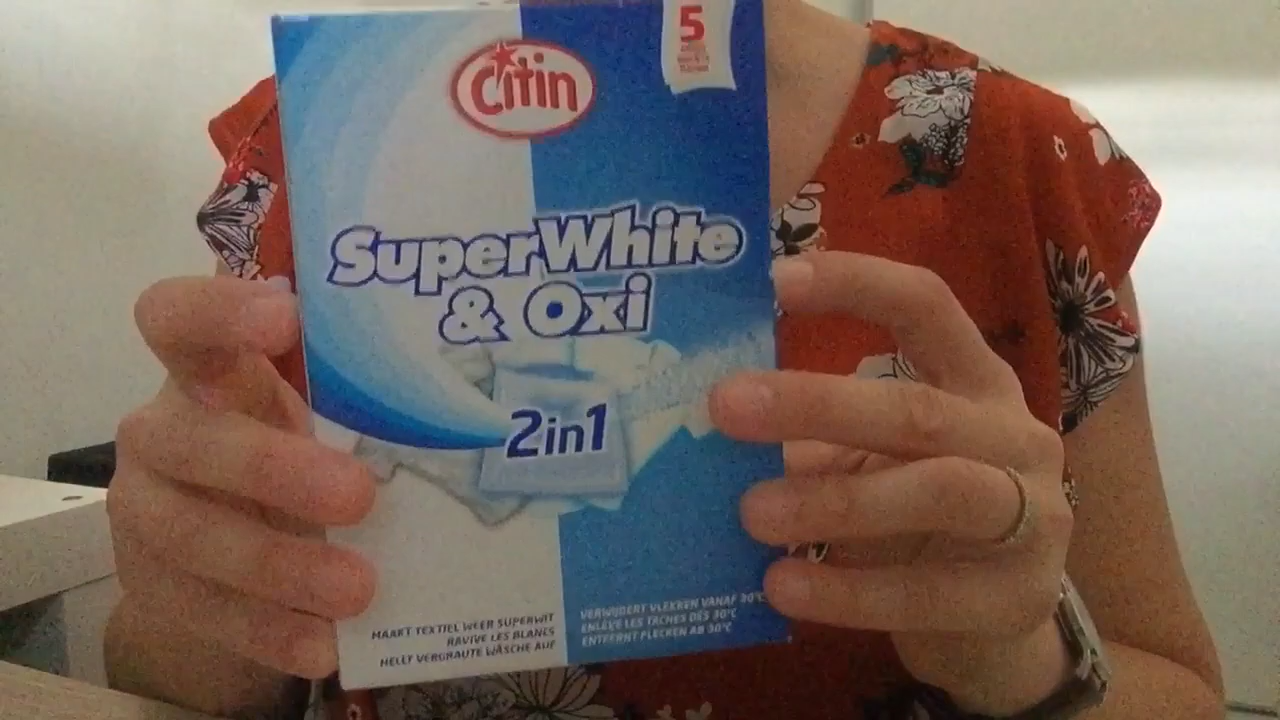 5
Citin
SuperWhite
& Oxi
2in1
MAAKT TEXTIEL WEER SUPERWIT
RAVIVE LES BLANCS
HELLT VERGRAUTE WÄSCHE AUF
VERWIJDERT VLEKKEN VANAF 30°C
ENLÈVE LES TACHES DÈS 30°C
ENTFERNT FLECKEN AB 30°C